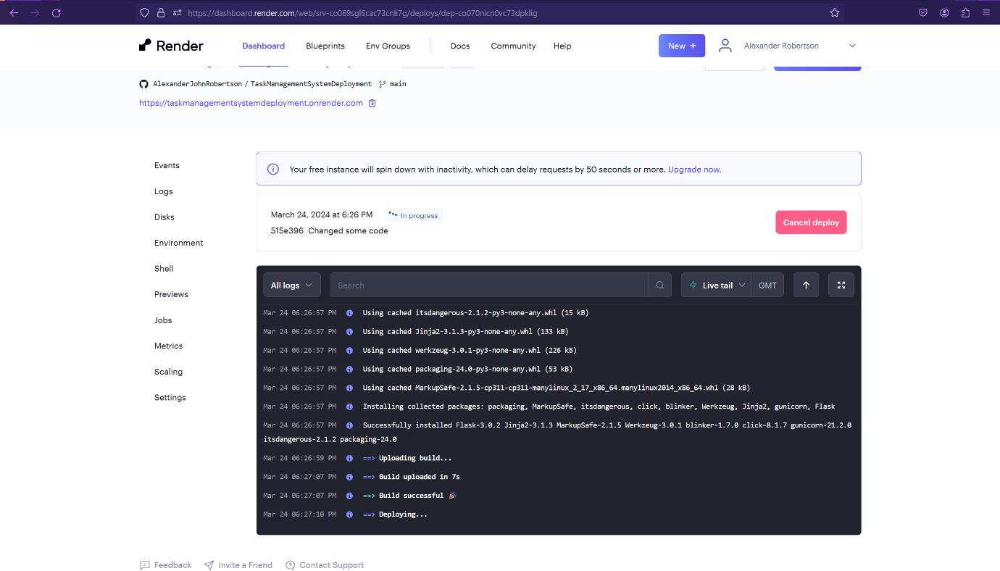 https://dashboard.render.com/web/srv-co069sgl6cac73cnli7g/deploys/dep-co070nicn0vc73dpklig
Render
Dashboard
Blueprints
Env Groups
Docs
Community
Help
New +
Alexander Robertson
AlexanderJohnRobertson / TaskManagementSystemDeployment main
https://taskmanagementsystemdeployment.onrender.com
Events
Logs
Disks
Environment
Shell
Previews
Jobs
Metrics
Scaling
Settings
Your free instance will spin down with inactivity, which can delay requests by 50 seconds or more. Upgrade now.
March 24, 2024 at 6:26 PM In progress
515e396 Changed some code
Cancel deploy
All logs
Search
Live tail
GMT
Mar 24 06:26:57 PM Using cached itsdangerous-2.1.2-py3-none-any.whl (15 kB)
Mar 24 06:26:57 PM Using cached Jinja2-3.1.3-py3-none-any.whl (133 kB)
Mar 24 06:26:57 PM Using cached werkzeug-3.0.1-py3-none-any.whl (226 kB)
Mar 24 06:26:57 PM Using cached packaging-24.0-py3-none-any.whl (53 kB)
Mar 24 06:26:57 PM Using cached MarkupSafe-2.1.5-cp311-cp311-manylinux_2_17_x86_64.manylinux2014_x86_64.whl (28 kB)
Mar 24 06:26:57 PM Installing collected packages: packaging, MarkupSafe, itsdangerous, click, blinker, Werkzeug, Jinja2, gunicorn, Flask
Mar 24 06:26:57 PM Successfully installed Flask-3.0.2 Jinja2-3.1.3 MarkupSafe-2.1.5 Werkzeug-3.0.1 blinker-1.7.0 click-8.1.7 gunicorn-21.2.0
itsdangerous-2.1.2 packaging-24.0
Mar 24 06:26:59 PM ==> Uploading build...
Mar 24 06:27:07 PM ==> Build uploaded in 7s
Mar 24 06:27:07 PM ==> Build successful 🎉
Mar 24 06:27:10 PM ==> Deploying...
Feedback
Invite a Friend
Contact Support